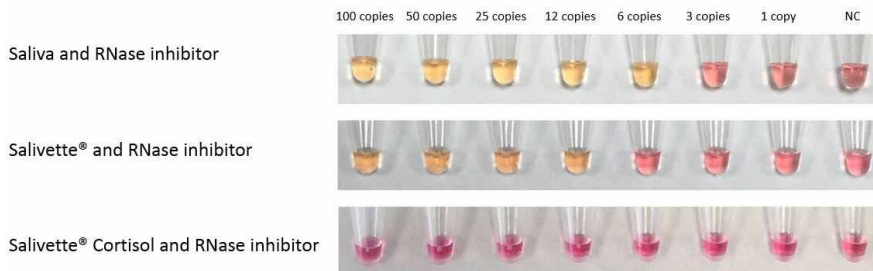 100 copies 50 copies 25 copies 12 copies 6 copies 3 copies 1 copy NC
Saliva and RNase inhibitor
Salivette® and RNase inhibitor
Salivette® Cortisol and RNase inhibitor